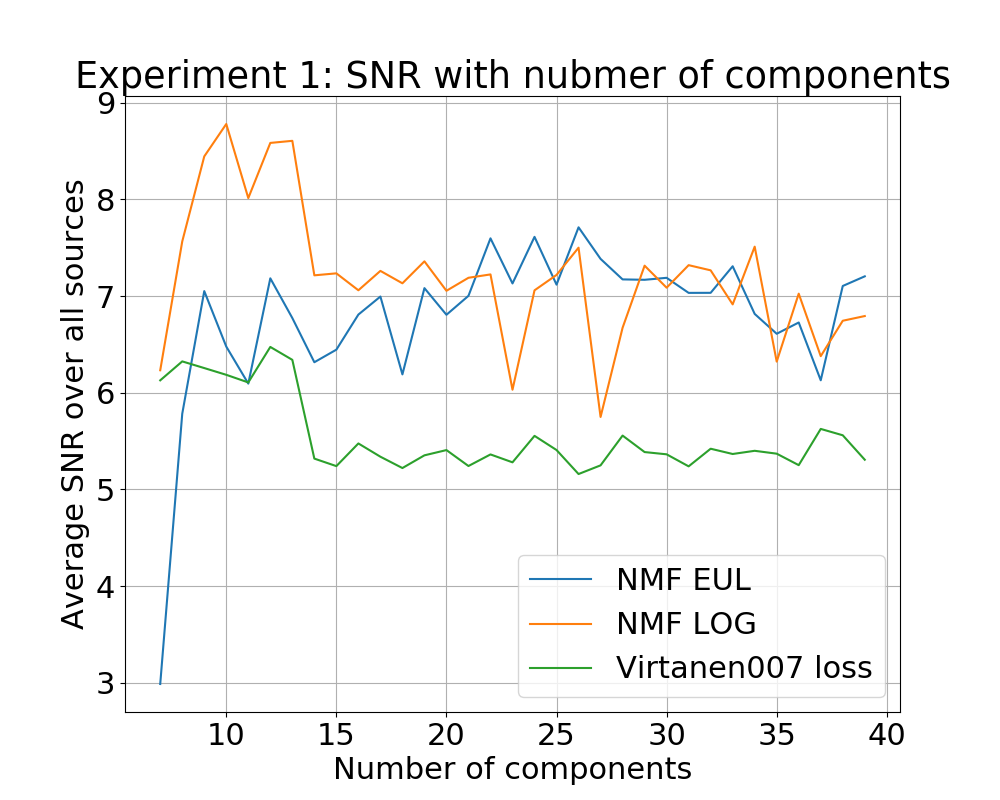 Experiment 1: SNR with nubmer of components
Average SNR over all sources
9
8
7
6
5
4
3
NMF EUL
NMF LOG
Virtanen007 loss
10 15 20 25 30 35 40
Number of components